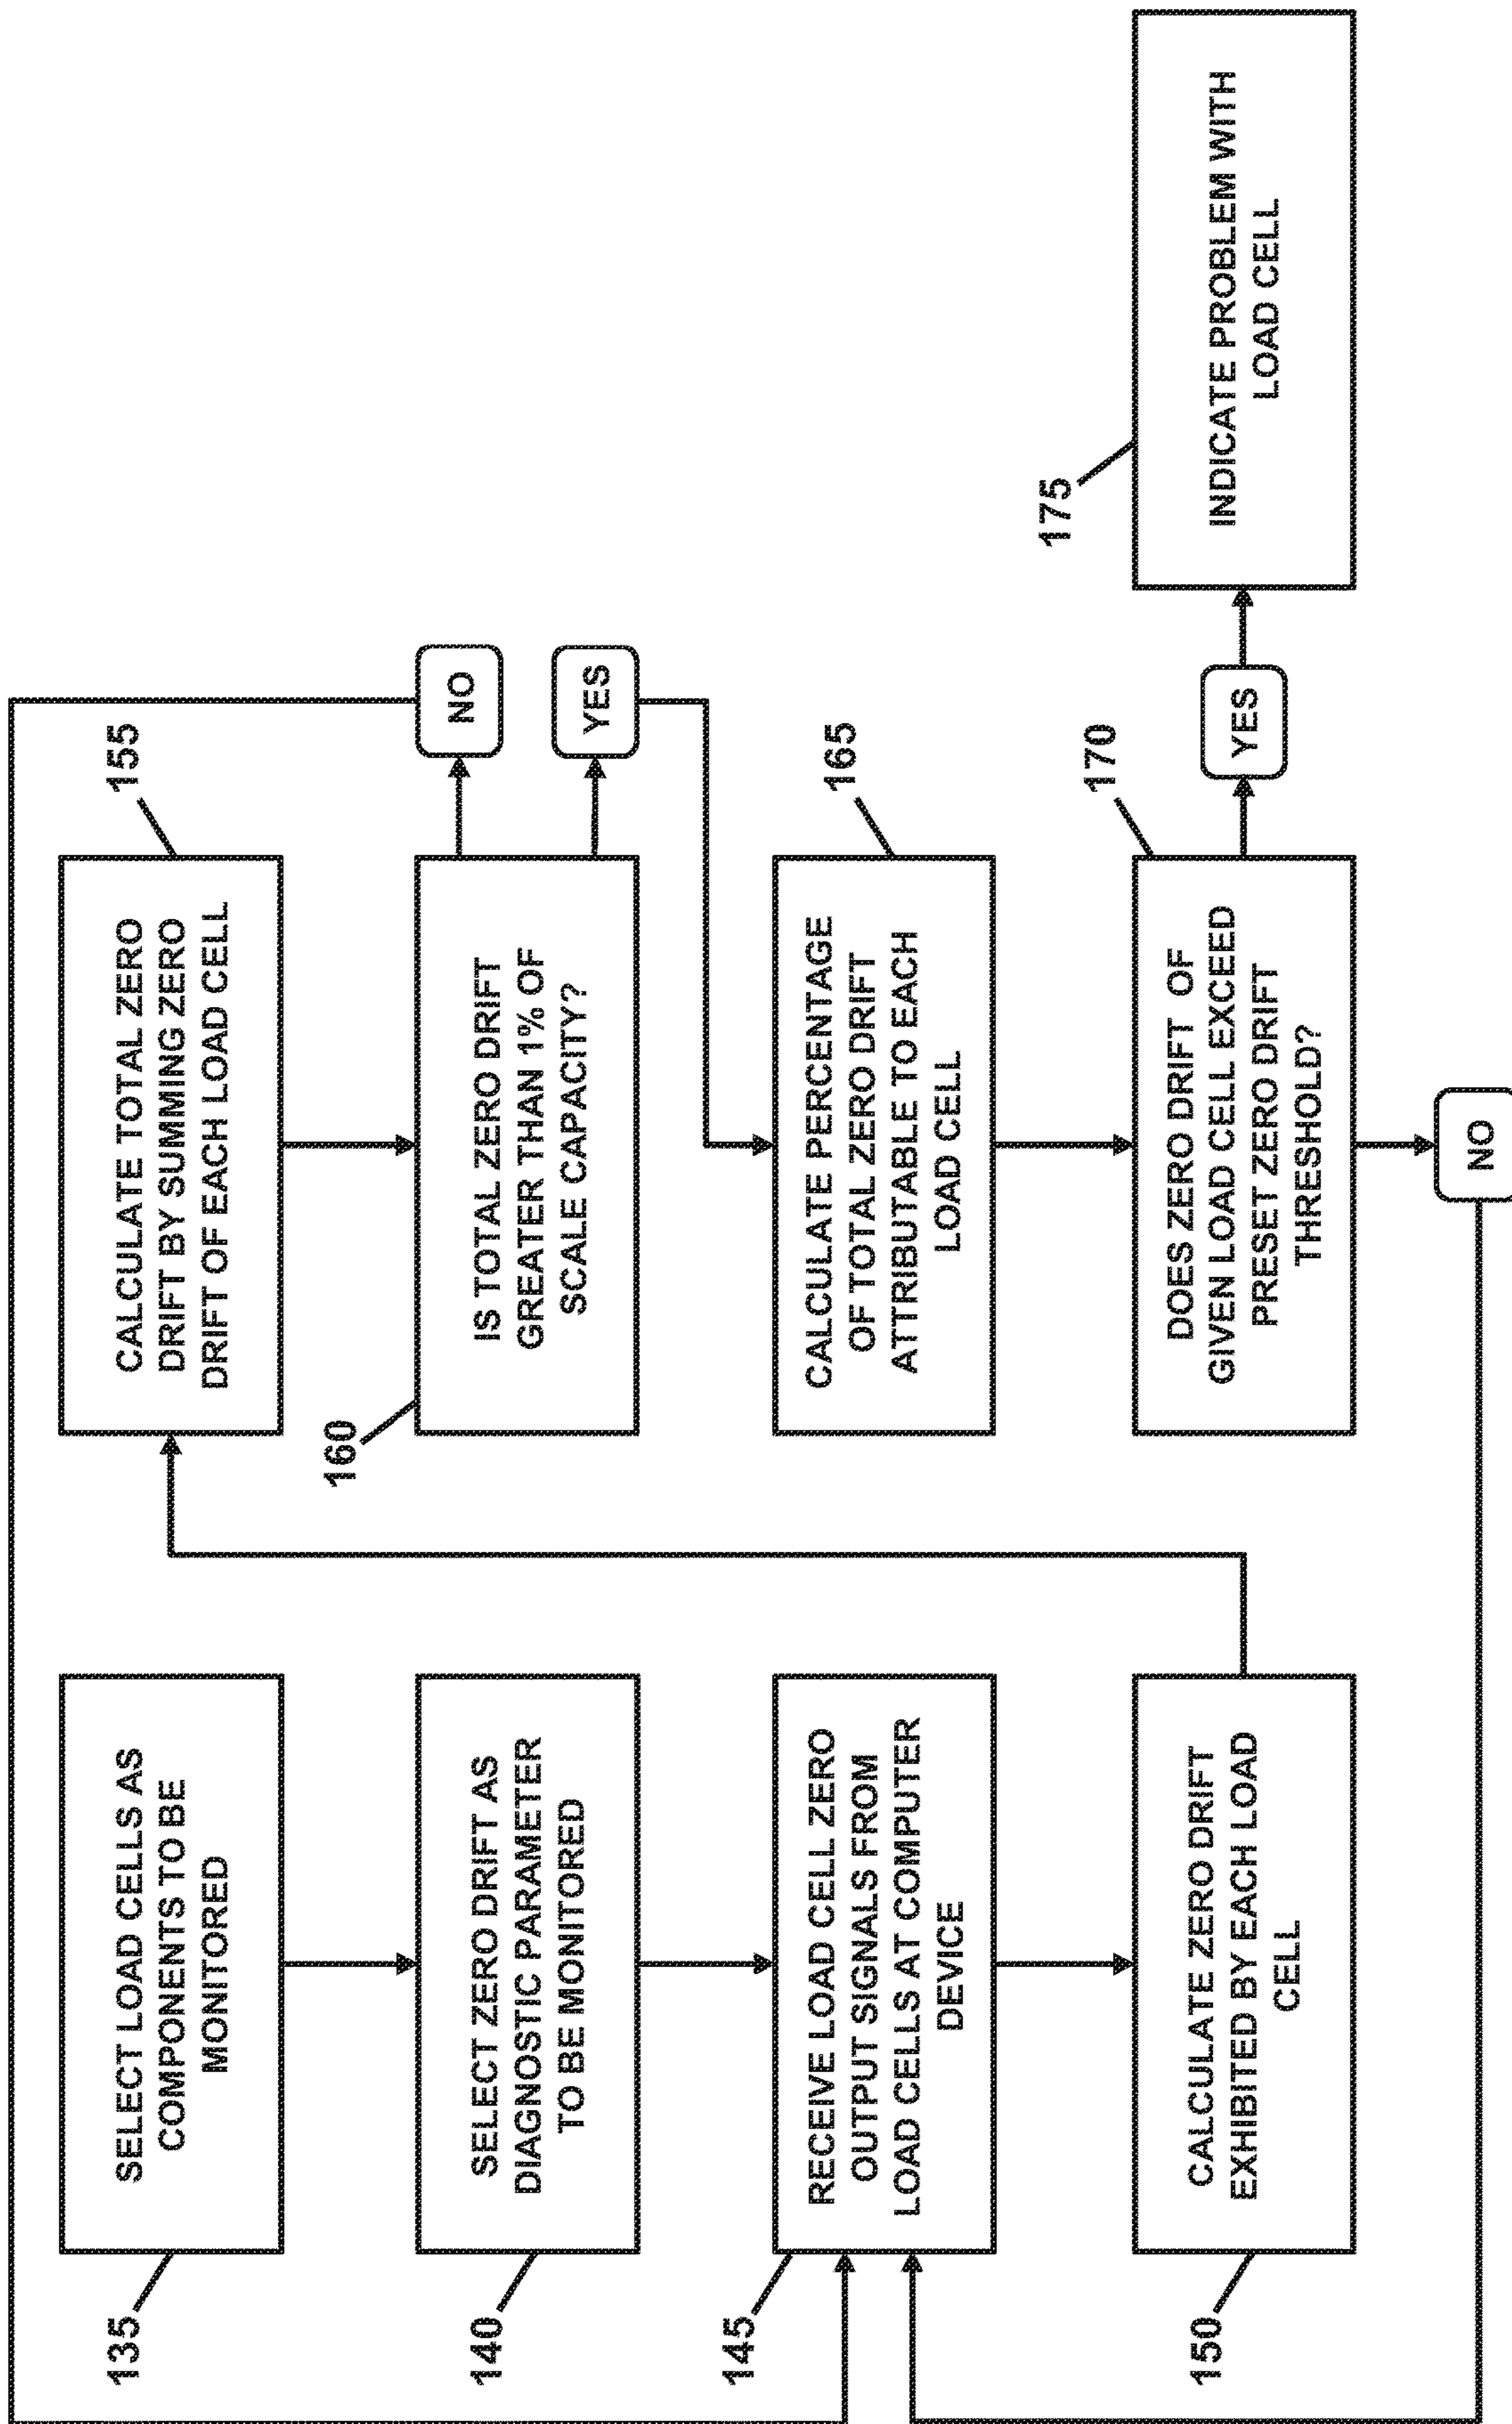 135
SELECT LOAD CELLS AS
COMPONENTS TO BE
MONITORED
140
SELECT ZERO DRIFT AS
DIAGNOSTIC PARAMETER
TO BE MONITORED
145
RECEIVE LOAD CELL ZERO
OUTPUT SIGNALS FROM
LOAD CELLS AT COMPUTER
DEVICE
150
CALCULATE ZERO DRIFT
EXHIBITED BY EACH LOAD
CELL
155
CALCULATE TOTAL ZERO
DRIFT BY SUMMING ZERO
DRIFT OF EACH LOAD CELL
160
IS TOTAL ZERO DRIFT
GREATER THAN 1% OF
SCALE CAPACITY?
NO
YES
165
CALCULATE PERCENTAGE
OF TOTAL ZERO DRIFT
ATTRIBUTABLE TO EACH
LOAD CELL
170
DOES ZERO DRIFT OF
GIVEN LOAD CELL EXCEED
PRESET ZERO DRIFT
THRESHOLD?
YES
NO
175
INDICATE PROBLEM WITH
LOAD CELL